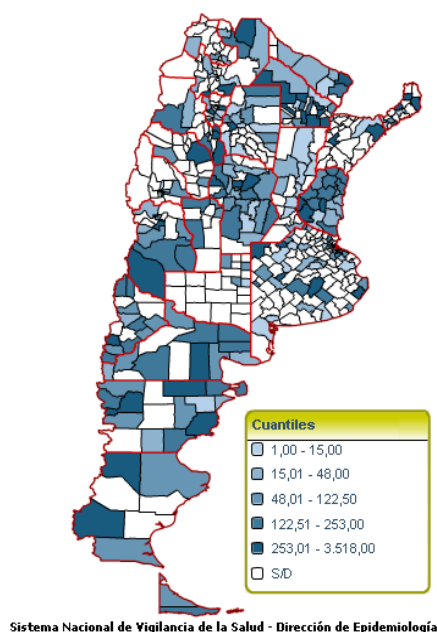 Cuantiles
1,00 - 15,00
15,01 - 48,00
48,01 - 122,50
122,51 - 253,00
253,01 - 3.518,00
S/D
Sistema Nacional de Vigilancia de la Salud - Dirección de Epidemiología